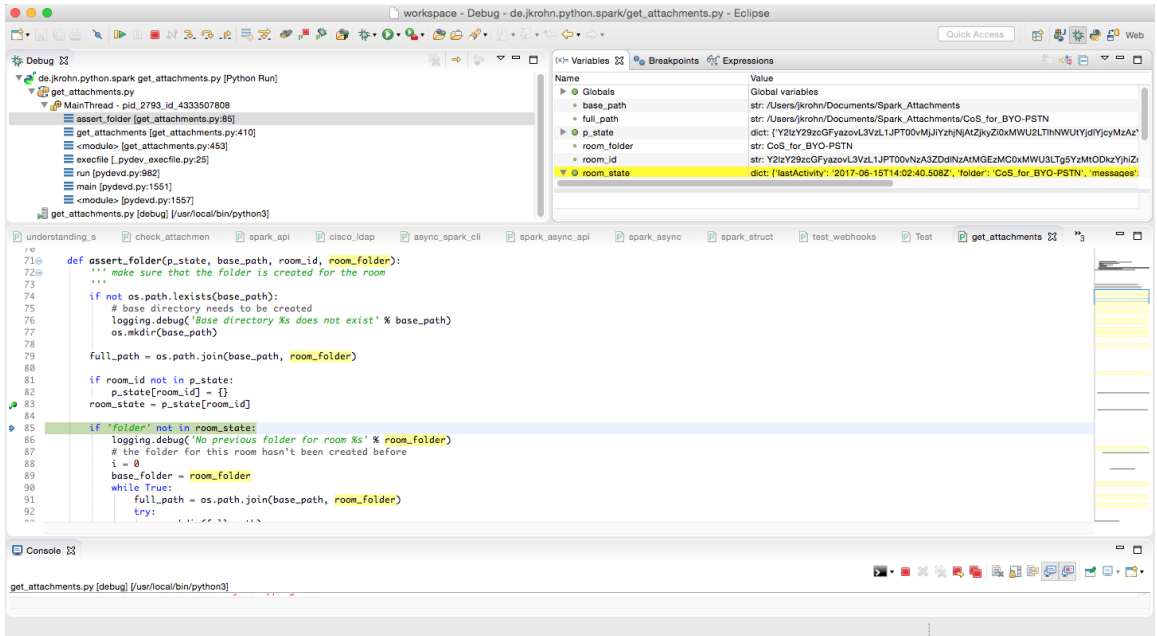 workspace - Debug - de.jkrohn.python.spark/get_attachments.py - Eclipse
Quick Access
Web
Debug
de.jkrohn.python.spark get_attachments.py [Python Run]
get_attachments.py
MainThread - pid_2793_id_4333507808
assert_folder [get_attachments.py:85]
get_attachments [get_attachments.py:410]
<module> [get_attachments.py:453]
execfile [_pydev_execfile.py:25]
run [pydevd.py:982]
main [pydevd.py:1551]
<module> [pydevd.py:1557]
get_attachments.py [debug] [/usr/local/bin/python3]
(x)= Variables Breakpoints Expressions
Name Value
Globals Global variables
base_path str: /Users/jkrohn/Documents/Spark_Attachments
full_path str: /Users/jkrohn/Documents/Spark_Attachments/CoS_for_BYO-PSTN
p_state dict:
room_folder str: CoS_for_BYO-PSTN
room_id str:
room_state dict: {'lastActivity': '2017-06-15T14:02:40.508Z', 'folder': 'CoS_for_BYO-PSTN', 'messages':
understanding_s check_attachmen spark_api cisco_ldap async_spark_cli spark_async_api spark_async spark_struct test_webhooks Test get_attachments 3
70
71 def assert_folder(p_state, base_path, room_id, room_folder):
72 ''' make sure that the folder is created for the room
73 '''
74 if not os.path.lexists(base_path):
75 # base directory needs to be created
76 logging.debug('Base directory %s does not exist' % base_path)
77 os.mkdir(base_path)
78
79 full_path = os.path.join(base_path, room_folder)
80
81 if room_id not in p_state:
82 p_state[room_id] = {}
83 room_state = p_state[room_id]
84
85 if 'folder' not in room_state:
86 logging.debug('No previous folder for room %s' % room_folder)
87 # the folder for this room hasn't been created before
88 i = 0
89 base_folder = room_folder
90 while True:
91 full_path = os.path.join(base_path, room_folder)
92 try:
Console
get_attachments.py [debug] [/usr/local/bin/python3]